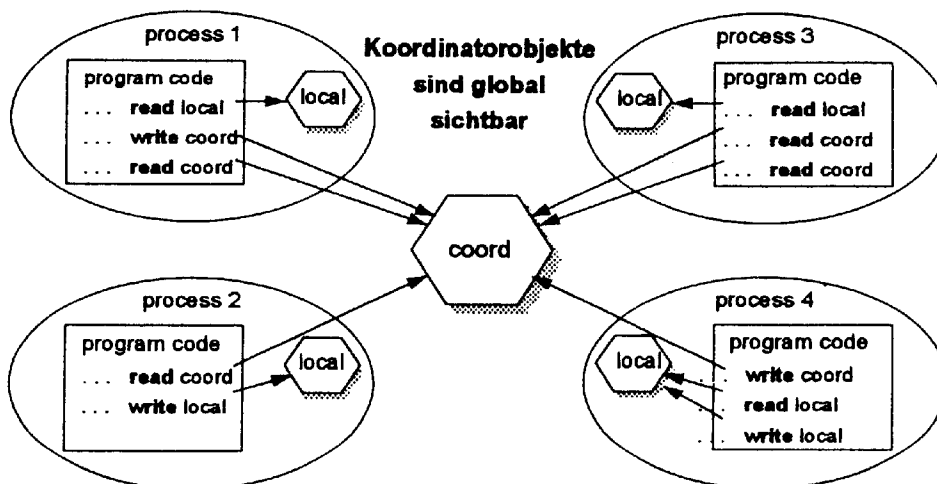 process 1
program code
... read local
... write coord
... read coord
local
Koordinatorobjekte
sind global
sichtbar
process 3
local
program code
... read local
... read coord
... read coord
coord
process 2
program code
... read coord
... write local
local
process 4
local
program code
... write coord
... read local
... write local